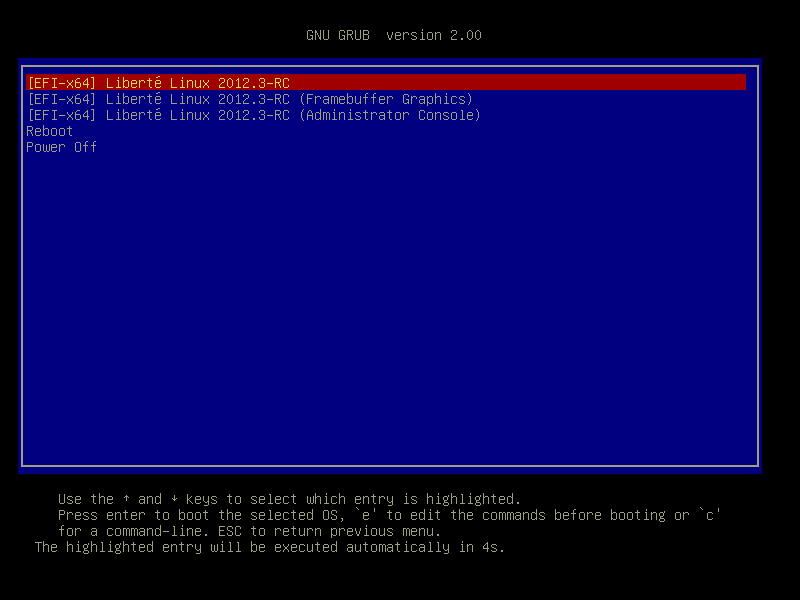 GNU GRUB  version 2.00
[EFI-x64] Liberté Linux 2012.3-RC
[EFI-x64] Liberté Linux 2012.3-RC (Framebuffer Graphics)
[EFI-x64] Liberté Linux 2012.3-RC (Administrator Console)
Reboot
Power Off
Use the ↑ and ↓ keys to select which entry is highlighted.
Press enter to boot the selected OS, `e' to edit the commands before booting or `c'
for a command-line. ESC to return previous menu.
The highlighted entry will be executed automatically in 4s.